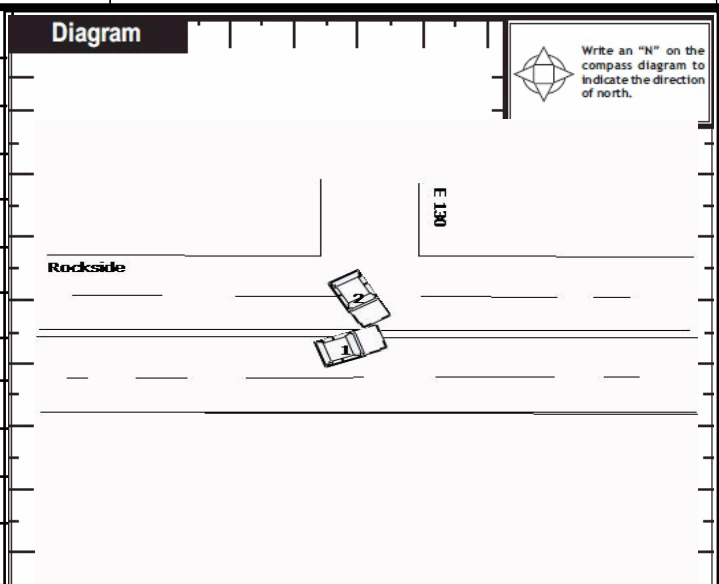 Diagram
Write an “N” on the
compass diagram to
indicate the direction
of north.
E 130
Rockside
2
1